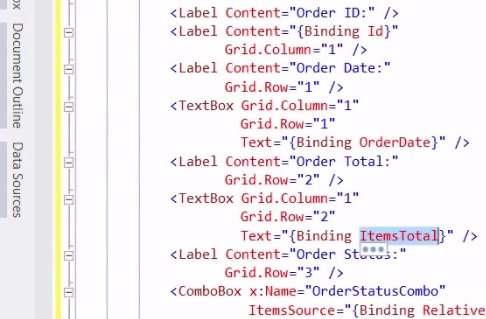 Document Outline
Data Sources
<Label Content="Order ID:" />
<Label Content="{Binding Id}"
Grid.Column="1" />
<Label Content="Order Date:"
Grid.Row="1" />
<TextBox Grid.Column="1"
Grid.Row="1"
Text="{Binding OrderDate}" />
<Label Content="Order Total:"
Grid.Row="2" />
<TextBox Grid.Column="1"
Grid.Row="2"
Text="{Binding ItemsTotal}" />
<Label Content="Order Status:"
Grid.Row="3" />
<ComboBox x:Name="OrderStatusCombo"
ItemsSource="{Binding Relative